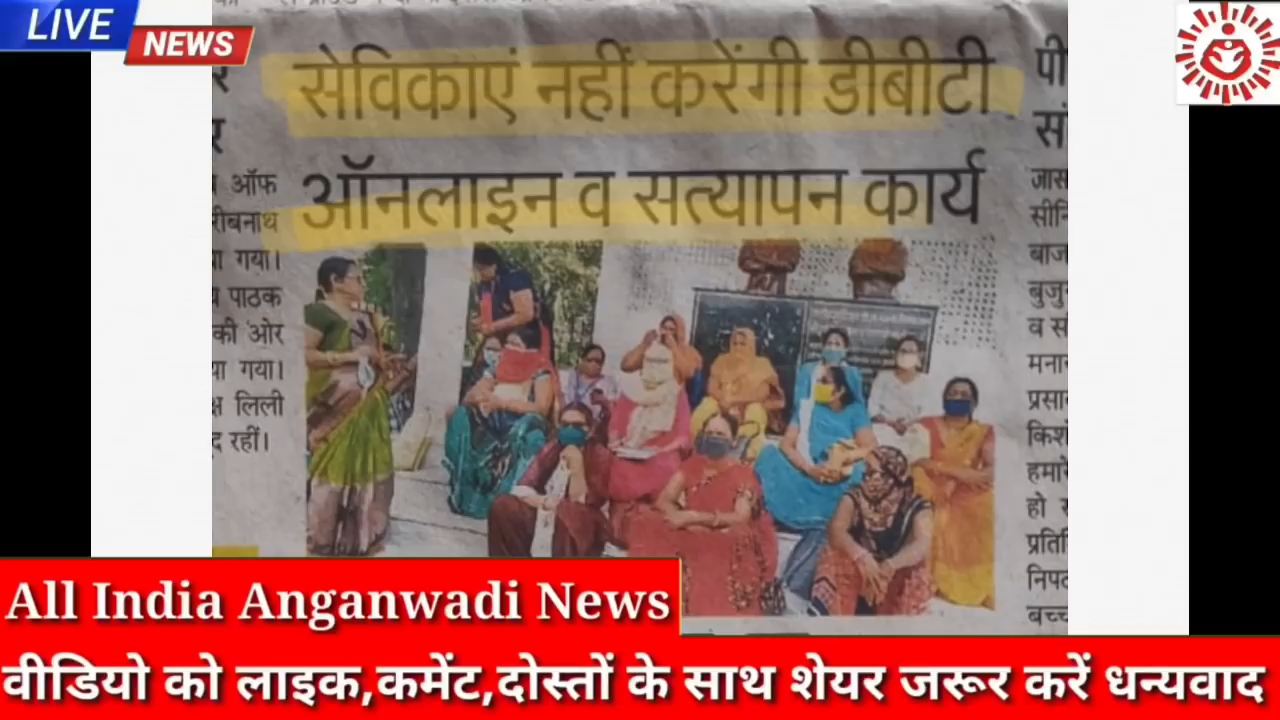 LIVE
NEWS
सेविकाएं नहीं करेंगी डीबीटी
ऑनलाइन व सत्यापन कार्य
ऑफ
रीबनाथ
गया।
पाठक
की ओर
गया।
लिली
रहीं।
पी
सं
जास
सीनि
बाज
बुजु
व सं
मना
प्रसा
किश
हमारे
हो
प्रति
निप
बच्च
All India Anganwadi News
वीडियो को लाइक,कमेंट,दोस्तों के साथ शेयर जरूर करें धन्यवाद